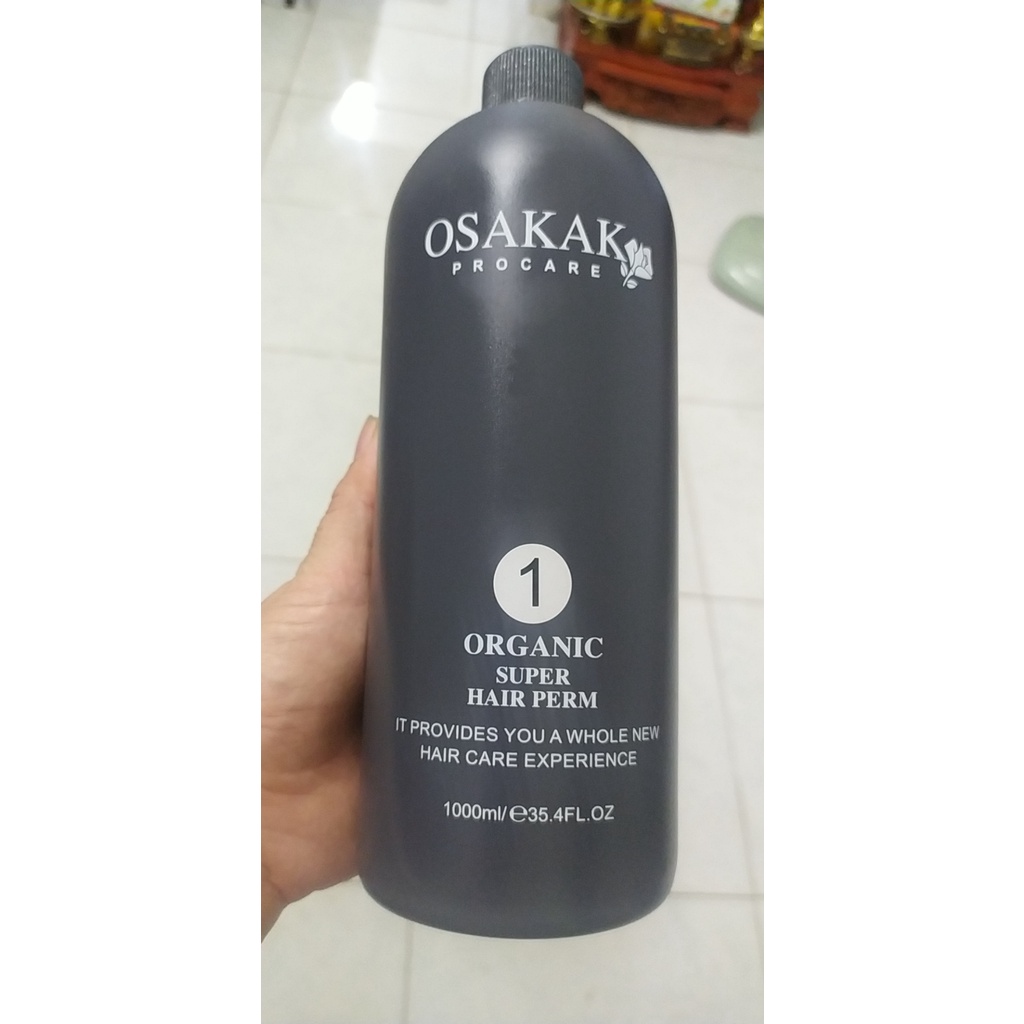 OSAKAK
PROCARE
1
ORGANIC
SUPER
HAIR PERM
IT PROVIDES YOU A WHOLE NEW
HAIR CARE EXPERIENCE
1000ml/℮35.4FL.OZ